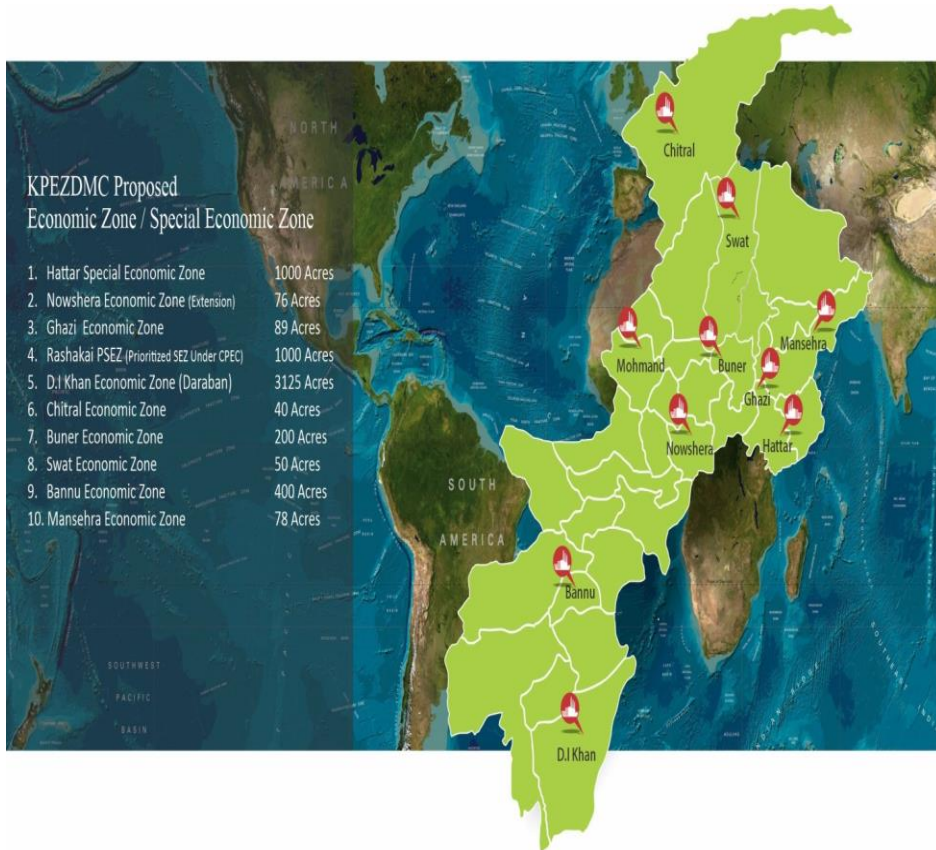 KPEZDMC Proposed
Economic Zone / Special Economic Zone
1. Hattar Special Economic Zone 1000 Acres
2. Nowshera Economic Zone (Extension) 76 Acres
3. Ghazi Economic Zone 89 Acres
4. Rashakai PSEZ (Prioritized SEZ Under CPEC) 1000 Acres
5. D.I Khan Economic Zone (Daraban) 3125 Acres
6. Chitral Economic Zone 40 Acres
7. Buner Economic Zone 200 Acres
8. Swat Economic Zone 50 Acres
9. Bannu Economic Zone 400 Acres
10. Mansehra Economic Zone 78 Acres
NORTH
AMERICA
SOUTH
AMERICA
SOUTHWEST
PACIFIC
BASIN
Chitral
Swat
Mohmand
Buner
Mansehra
Ghazi
Nowshera
Hattar
Bannu
D.I Khan